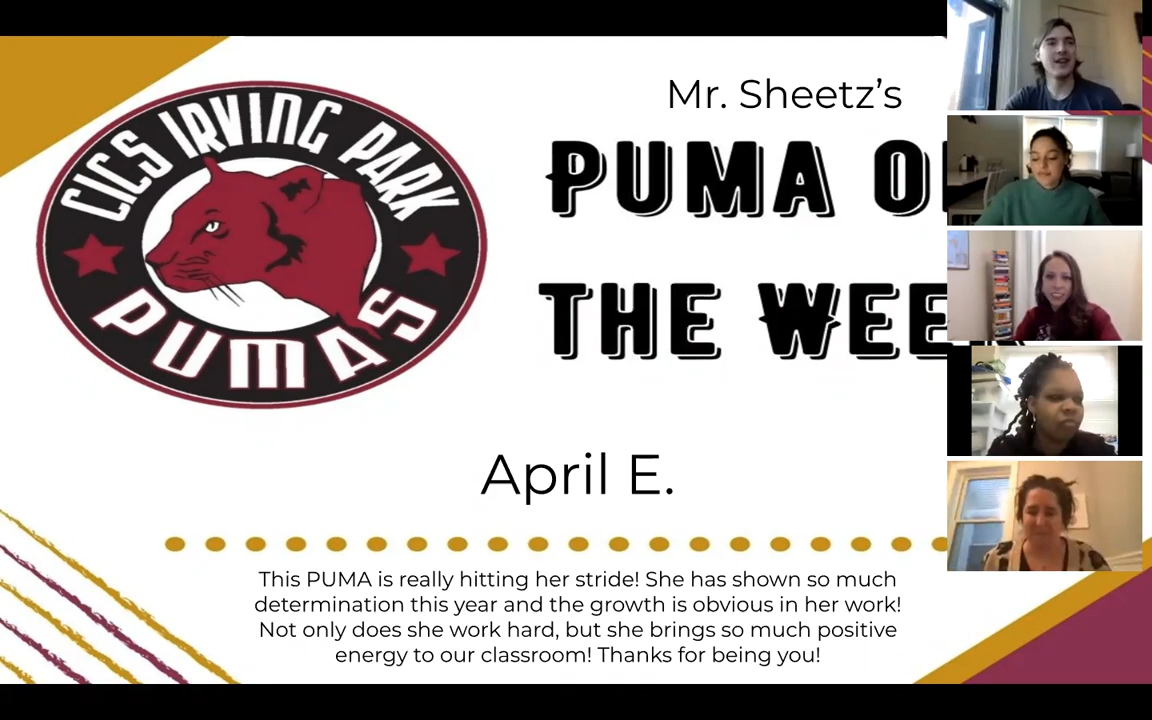 CICS IRVING PARK
PUMAS
Mr. Sheetz’s
PUMA O
THE WEE
April E.
This PUMA is really hitting her stride! She has shown so much
determination this year and the growth is obvious in her work!
Not only does she work hard, but she brings so much positive
energy to our classroom! Thanks for being you!